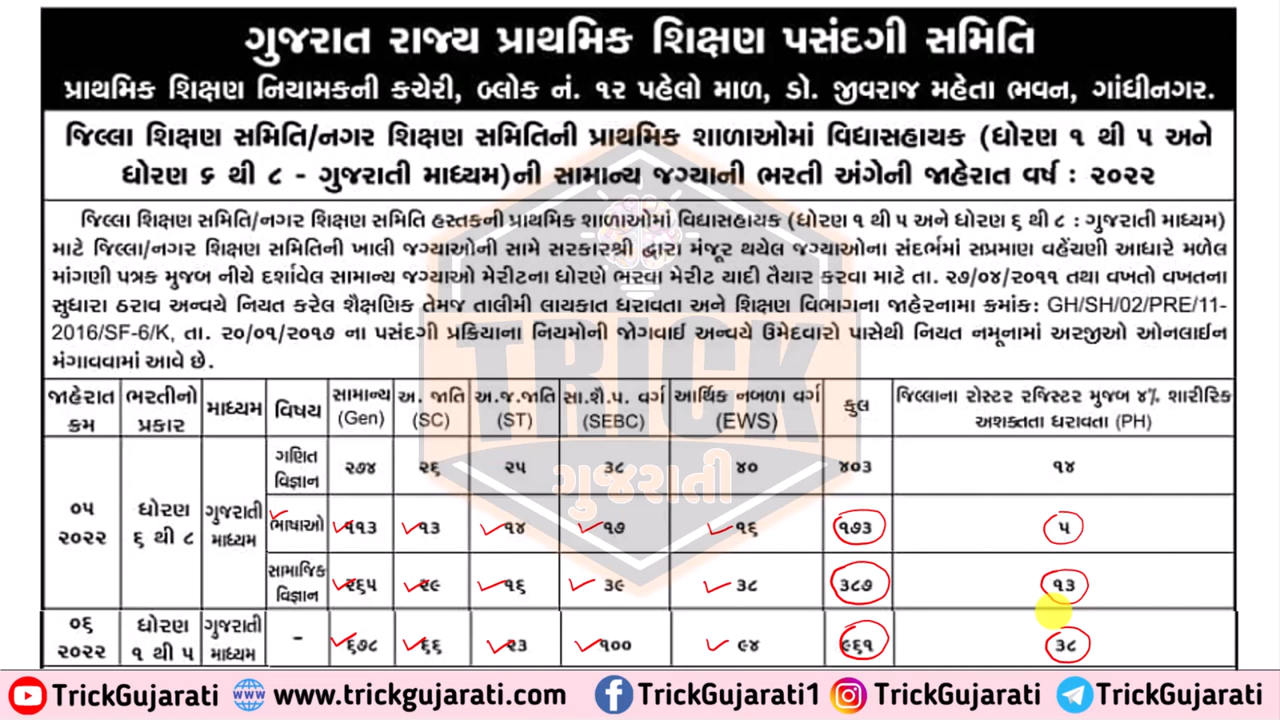 ગુજરાત રાજ્ય પ્રાથમિક શિક્ષણ પસંદગી સમિતિ
પ્રાથમિક શિક્ષણ નિયામકની કચેરી, બ્લોક નં. ૧૨ પહેલો માળ, ડો. જીવરાજ મહેતા ભવન, ગાંધીનગર.
જિલ્લા શિક્ષણ સમિતિ/નગર શિક્ષણ સમિતિની પ્રાથમિક શાળાઓમાં વિદ્યાસહાયક (ધોરણ ૧ થી ૫ અને
ધોરણ ૬ થી ૮ - ગુજરાતી માધ્યમ)ની સામાન્ય જગ્યાની ભરતી અંગેની જાહેરાત વર્ષ : ૨૦૨૨
જિલ્લા શિક્ષણ સમિતિ/નગર શિક્ષણ સમિતિ હસ્તકની પ્રાથમિક શાળાઓમાં વિદ્યાસહાયક (ધોરણ ૧ થી ૫ અને ધોરણ ૬ થી ૮ : ગુજરાતી માધ્યમ)
માટે જિલ્લા/નગર શિક્ષણ સમિતિની ખાલી જગ્યાઓની સામે સરકારશ્રી દ્વારા મંજૂર થયેલ જગ્યાઓના સંદર્ભમાં સપ્રમાણ વહેંચણી આધારે મળેલ
માંગણી પત્રક મુજબ નીચે દર્શાવેલ સામાન્ય જગ્યાઓ મેરીટના ધોરણે ભરવા મેરીટ યાદી તૈયાર કરવા માટે તા. ૨૭/૦૪/૨૦૧૧ તથા વખતો વખતના
સુધારા ઠરાવ અન્વયે નિયત કરેલ શૈક્ષણિક તેમજ તાલીમી લાયકાત ધરાવતા અને શિક્ષણ વિભાગના જાહેરનામા ક્રમાંક: GH/SH/02/PRE/11-
2016/SF-6/K, તા. ૨૦/૦૧/૨૦૧૭ ના પસંદગી પ્રક્રિયાના નિયમોની જોગવાઈ અન્વયે ઉમેદવારો પાસેથી નિયત નમૂનામાં અરજીઓ ઓનલાઈન
મંગાવવામાં આવે છે.
જાહેરાત ક્રમ ભરતીનો પ્રકાર માધ્યમ વિષય સામાન્ય (Gen) અ. જાતિ (SC) અ.જ.જાતિ (ST) સા.શૈ.પ. વર્ગ (SEBC) આર્થિક નબળા વર્ગ (EWS) કુલ જિલ્લાના રોસ્ટર રજિસ્ટર મુજબ ૪% શારીરિક અશક્તતા ધરાવતા (PH)
૦૫ ૨૦૨૨ ધોરણ ૬ થી ૮ ગુજરાતી માધ્યમ ગણિત વિજ્ઞાન ૨૭૪ ૨૬ ૨૫ ૩૮ ૪૦ ૪૦૩ ૧૪
ભાષાઓ ૧૧૩ ૧૩ ૧૪ ૧૭ ૧૬ ૧૭૩ ૫
સામાજિક વિજ્ઞાન ૨૬૫ ૨૯ ૧૬ ૩૯ ૩૮ ૩૮૭ ૧૩
૦૬ ૨૦૨૨ ધોરણ ૧ થી ૫ ગુજરાતી માધ્યમ - ૬૭૮ ૬૬ ૨૩ ૧૦૦ ૯૪ ૯૬૧ ૩૮
TRICK
ગુજરાતી
TrickGujarati www.trickgujarati.com TrickGujarati1 TrickGujarati TrickGujarati